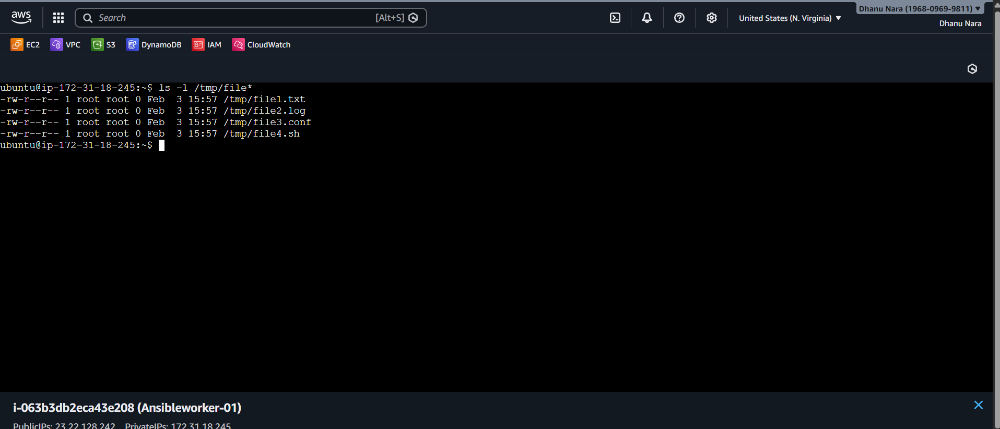 aws
Search [Alt+S]
United States (N. Virginia)
Dhanu Nara (1968-0969-9811)
Dhanu Nara
EC2 VPC S3 DynamoDB IAM CloudWatch
ubuntu@ip-172-31-18-245:~$ ls -l /tmp/file*
-rw-r--r-- 1 root root 0 Feb  3 15:57 /tmp/file1.txt
-rw-r--r-- 1 root root 0 Feb  3 15:57 /tmp/file2.log
-rw-r--r-- 1 root root 0 Feb  3 15:57 /tmp/file3.conf
-rw-r--r-- 1 root root 0 Feb  3 15:57 /tmp/file4.sh
ubuntu@ip-172-31-18-245:~$
i-063b3db2eca43e208 (Ansibleworker-01)
PublicIPs: 23.22.128.242 PrivateIPs: 172.31.18.245